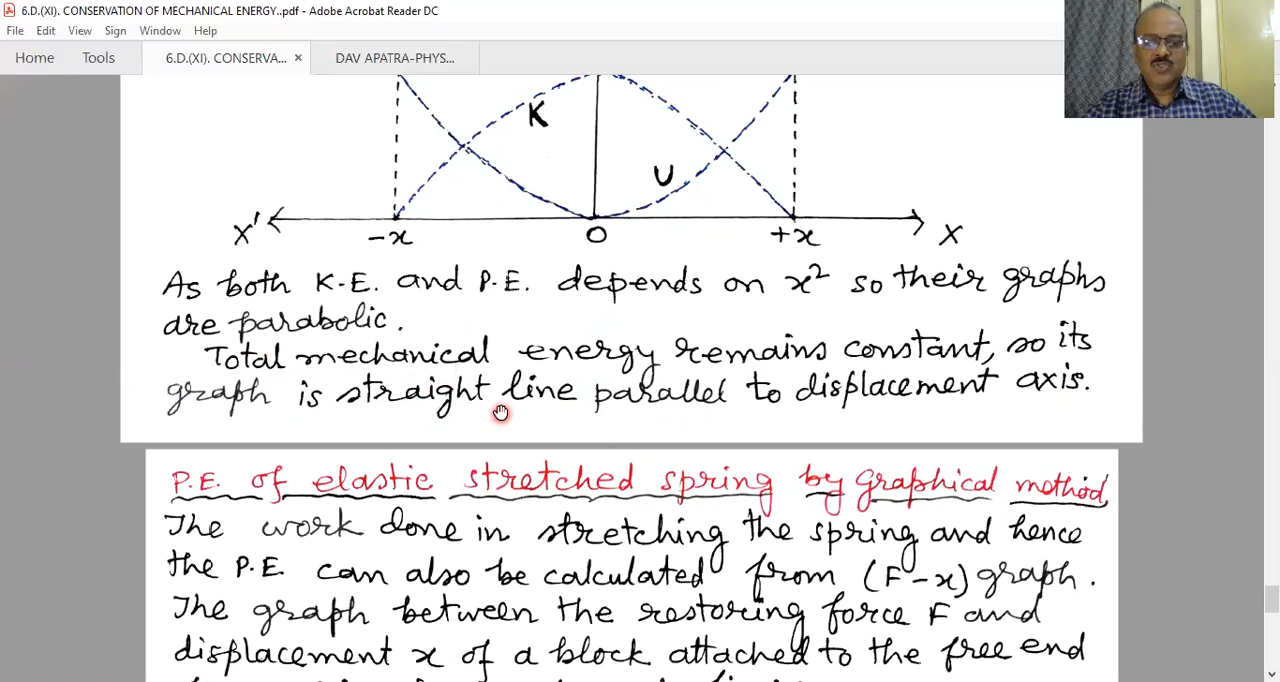 6.D.(XI). CONSERVATION OF MECHANICAL ENERGY..pdf - Adobe Acrobat Reader DC
File Edit View Sign Window Help
Home Tools 6.D.(XI). CONSERVA... × DAV APATRA-PHYS...
K
U
X' -x O +x X
As both K.E. and P.E. depends on x² so their graphs
are parabolic.
Total mechanical energy remains constant, so its
graph is straight line parallel to displacement axis.
P.E. of elastic stretched spring by graphical method
The work done in stretching the spring and hence
the P.E. can also be calculated from (F-x) graph.
The graph between the restoring force F and
displacement x of a block attached to the free end